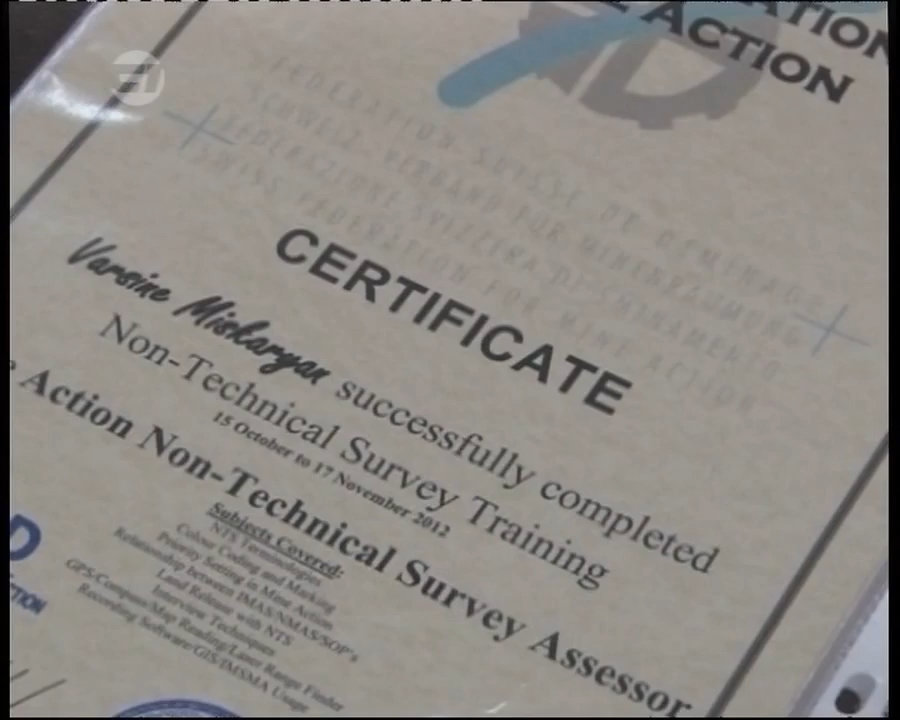 ACTION
FEDERATION SUISSE DE DEMINAGE
SCHWEIZ. VERBAND FÜR MINENRÄUMUNG
FEDERAZIONE SVIZZERA DI SMINAMENTO
SWISS FEDERATION FOR MINE ACTION
CERTIFICATE
Varsine Miskaryan successfully completed
Non-Technical Survey Training
15 October to 17 November 2012
Action Non-Technical Survey Assessor
Subjects Covered:
NTS Terminologies
Colour Coding and Marking
Priority Setting in Mine Action
Relationship between IMAS/NMAS/SOP's
Land Release with NTS
Interview Techniques
GPS/Compass/Map Reading/Laser Range Finder
Recording Software/GIS/IMSMA Usage